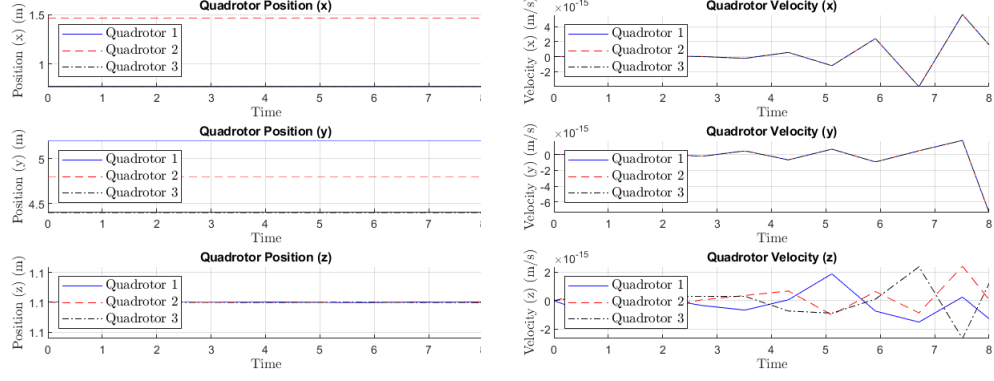 Quadrotor Position (x)
Position (x) (m)
1.5
1
Quadrotor 1
Quadrotor 2
Quadrotor 3
0 1 2 3 4 5 6 7 8
Time
Quadrotor Velocity (x)
×10^-15
Velocity (x) (m/s)
4
2
0
-2
Quadrotor 1
Quadrotor 2
Quadrotor 3
0 1 2 3 4 5 6 7 8
Time
Quadrotor Position (y)
Position (y) (m)
5
4.5
Quadrotor 1
Quadrotor 2
Quadrotor 3
0 1 2 3 4 5 6 7 8
Time
Quadrotor Velocity (y)
×10^-15
Velocity (y) (m/s)
0
-2
-4
-6
Quadrotor 1
Quadrotor 2
Quadrotor 3
0 1 2 3 4 5 6 7 8
Time
Quadrotor Position (z)
Position (z) (m)
1.1
1.1
1.1
Quadrotor 1
Quadrotor 2
Quadrotor 3
0 1 2 3 4 5 6 7 8
Time
Quadrotor Velocity (z)
×10^-15
Velocity (z) (m/s)
2
0
-2
Quadrotor 1
Quadrotor 2
Quadrotor 3
0 1 2 3 4 5 6 7 8
Time